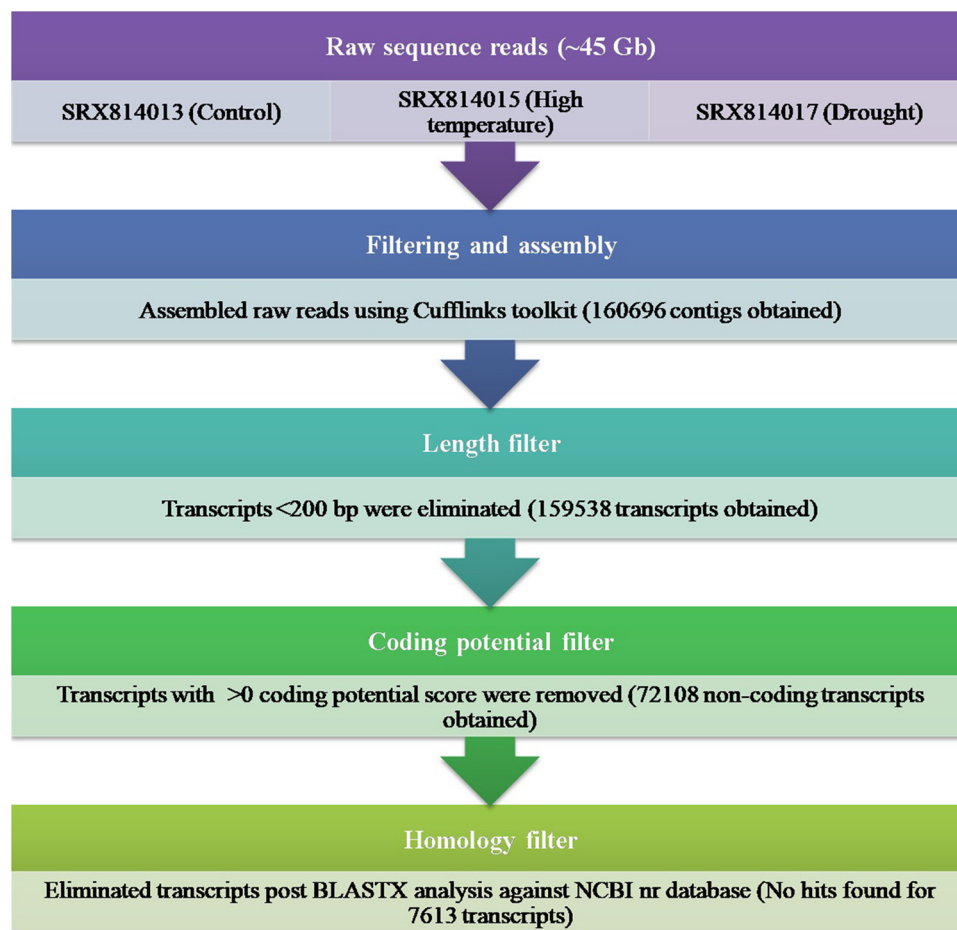 Raw sequence reads (~45 Gb)
SRX814013 (Control)
SRX814015 (High
temperature)
SRX814017 (Drought)
Filtering and assembly
Assembled raw reads using Cufflinks toolkit (160696 contigs obtained)
Length filter
Transcripts <200 bp were eliminated (159538 transcripts obtained)
Coding potential filter
Transcripts with >0 coding potential score were removed (72108 non-coding transcripts
obtained)
Homology filter
Eliminated transcripts post BLASTX analysis against NCBI nr database (No hits found for
7613 transcripts)